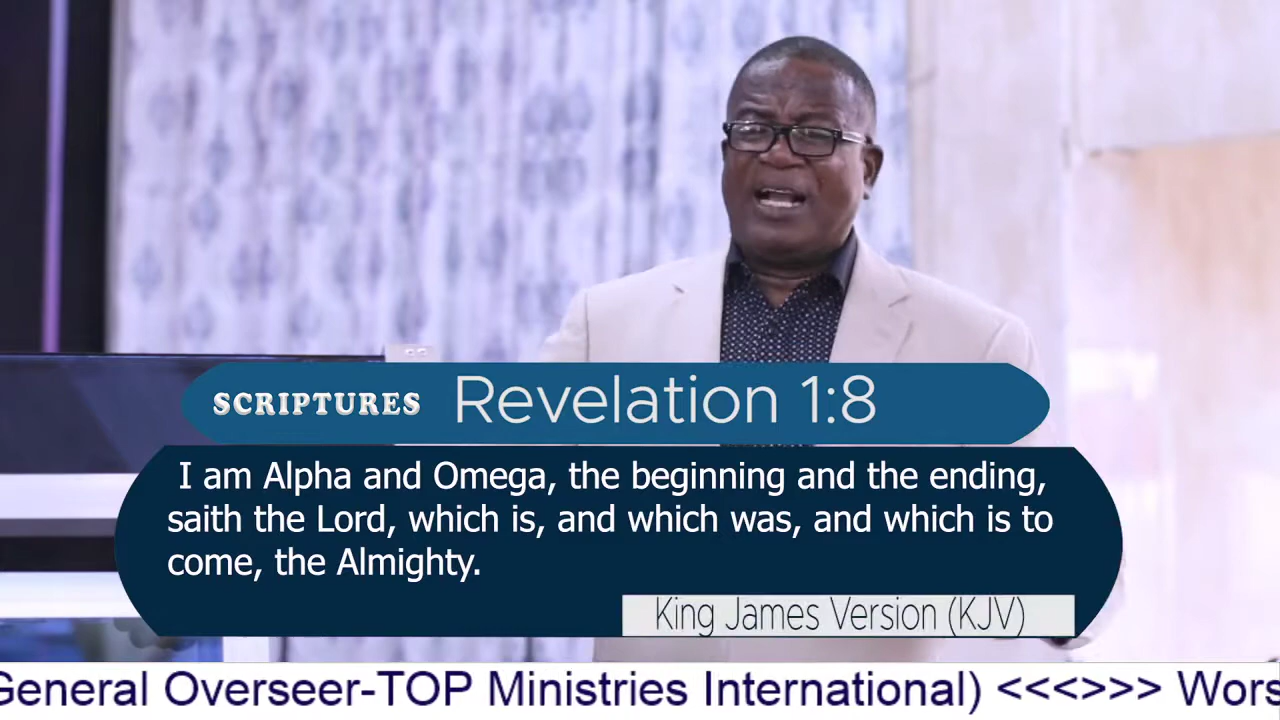 SCRIPTURES Revelation 1:8
I am Alpha and Omega, the beginning and the ending,
saith the Lord, which is, and which was, and which is to
come, the Almighty.
King James Version (KJV)
General Overseer-TOP Ministries International) <<<>>>